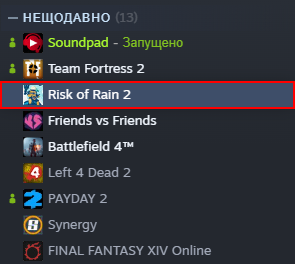 — НЕЩОДАВНО (13)
Soundpad - Запущено
Team Fortress 2
Risk of Rain 2
Friends vs Friends
Battlefield 4™
Left 4 Dead 2
PAYDAY 2
Synergy
FINAL FANTASY XIV Online